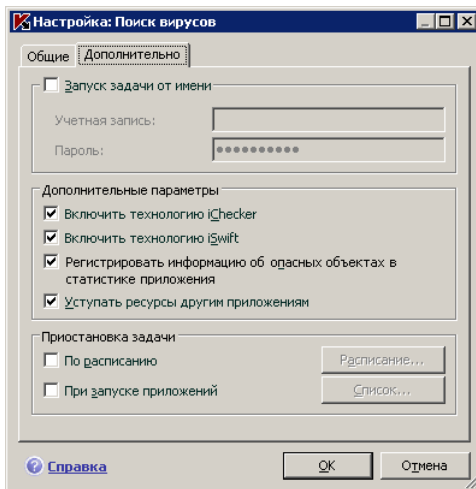 Настройка: Поиск вирусов
Общие Дополнительно
Запуск задачи от имени
Учетная запись:
Пароль:
Дополнительные параметры
Включить технологию iChecker
Включить технологию iSwift
Регистрировать информацию об опасных объектах в
статистике приложения
Уступать ресурсы другим приложениям
Приостановка задачи
По расписанию Расписание...
При запуске приложений Список...
Справка OK Отмена